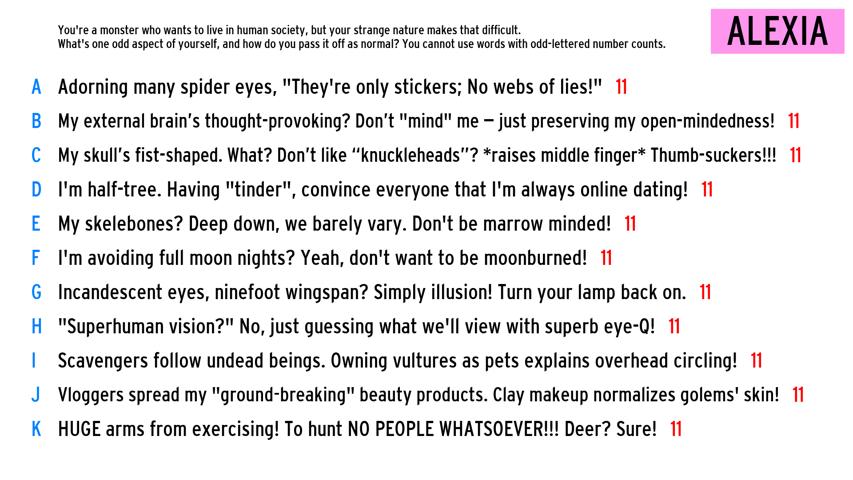 You're a monster who wants to live in human society, but your strange nature makes that difficult.
What's one odd aspect of yourself, and how do you pass it off as normal? You cannot use words with odd-lettered number counts.
ALEXIA
A Adorning many spider eyes, "They're only stickers; No webs of lies!" 11
B My external brain’s thought-provoking? Don’t "mind" me – just preserving my open-mindedness! 11
C My skull’s fist-shaped. What? Don’t like “knuckleheads”? *raises middle finger* Thumb-suckers!!! 11
D I'm half-tree. Having "tinder", convince everyone that I'm always online dating! 11
E My skelebones? Deep down, we barely vary. Don't be marrow minded! 11
F I'm avoiding full moon nights? Yeah, don't want to be moonburned! 11
G Incandescent eyes, ninefoot wingspan? Simply illusion! Turn your lamp back on. 11
H "Superhuman vision?" No, just guessing what we'll view with superb eye-Q! 11
I Scavengers follow undead beings. Owning vultures as pets explains overhead circling! 11
J Vloggers spread my "ground-breaking" beauty products. Clay makeup normalizes golems' skin! 11
K HUGE arms from exercising! To hunt NO PEOPLE WHATSOEVER!!! Deer? Sure! 11